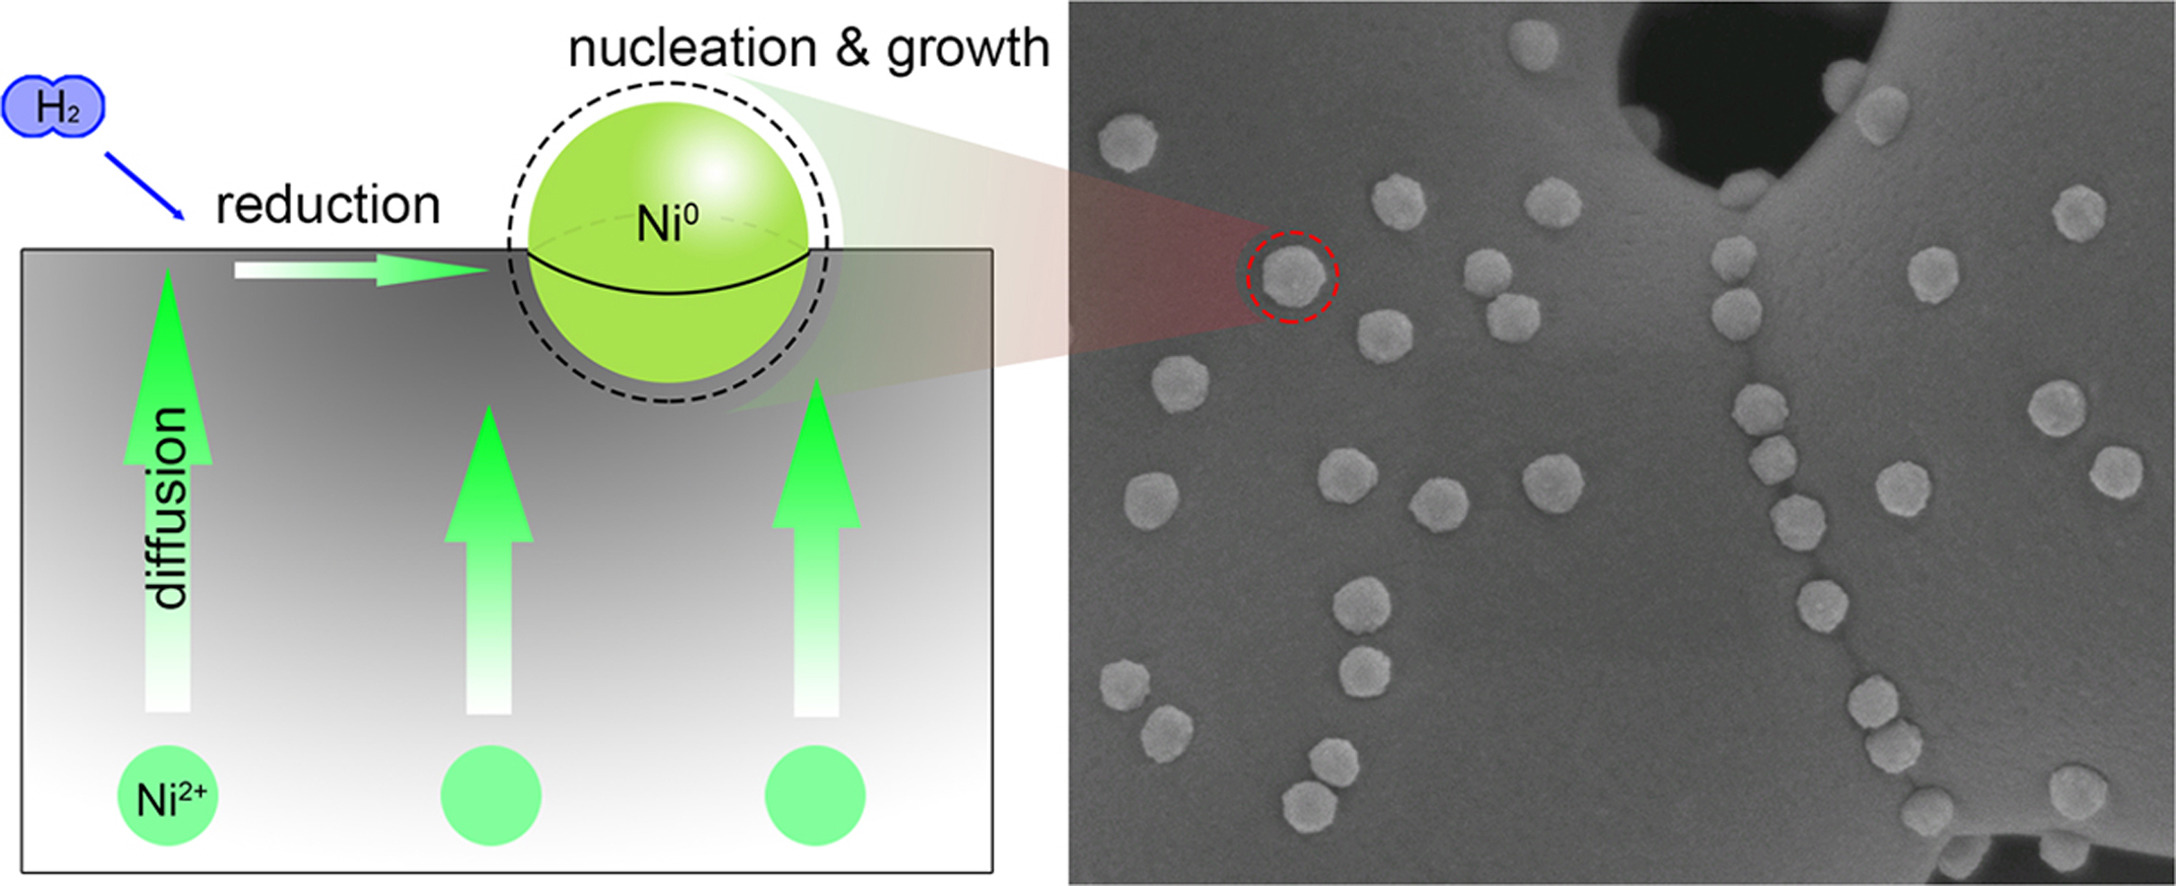 nucleation & growth
H₂
reduction
Ni⁰
diffusion
Ni²⁺